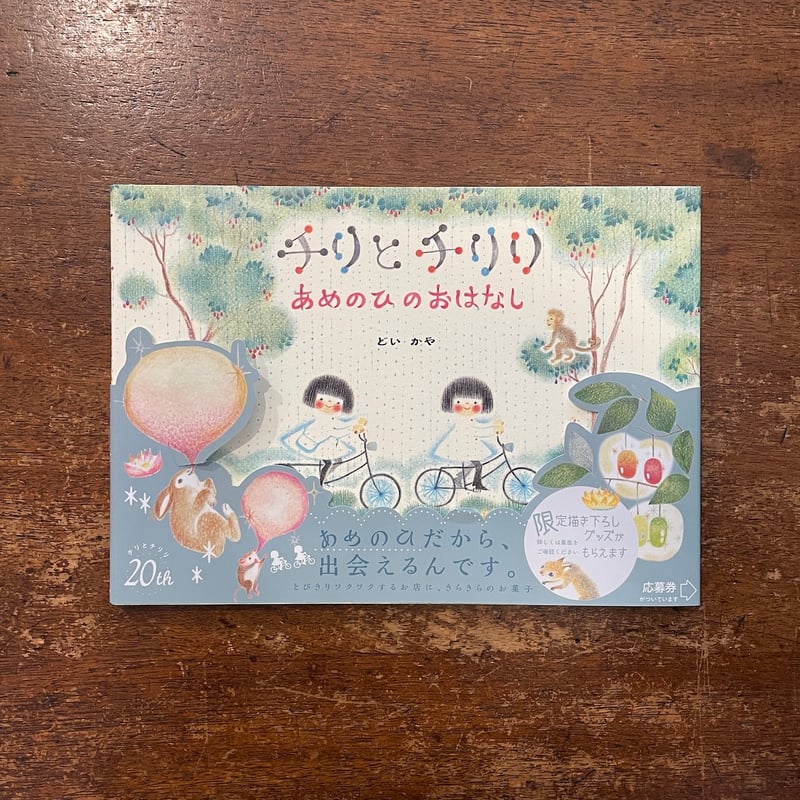 チリとチリリ
あめのひのおはなし
どい かや
あめのひだから、
出会えるんです。
とびきりワクワクするお店に、きらきらのお菓子
チリとチリリ
20th
限定描き下ろし
グッズが
もらえます
詳しくは裏面を
ご確認ください
応募券
がついています